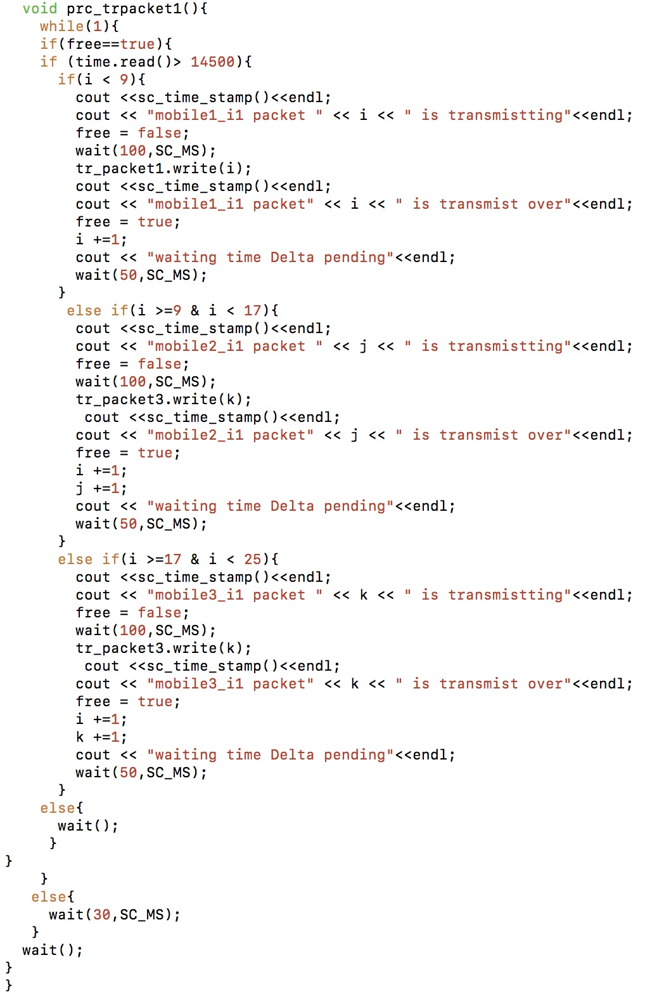 void prc_trpacket1(){
while(1){
if(free==true){
if (time.read()> 14500){
if(i < 9){
cout <<sc_time_stamp()<<endl;
cout << "mobile1_i1 packet " << i << " is transmistting"<<endl;
free = false;
wait(100,SC_MS);
tr_packet1.write(i);
cout <<sc_time_stamp()<<endl;
cout << "mobile1_i1 packet" << i << " is transmist over"<<endl;
free = true;
i +=1;
cout << "waiting time Delta pending"<<endl;
wait(50,SC_MS);
}
else if(i >=9 & i < 17){
cout <<sc_time_stamp()<<endl;
cout << "mobile2_i1 packet " << j << " is transmistting"<<endl;
free = false;
wait(100,SC_MS);
tr_packet3.write(k);
cout <<sc_time_stamp()<<endl;
cout << "mobile2_i1 packet" << j << " is transmist over"<<endl;
free = true;
i +=1;
j +=1;
cout << "waiting time Delta pending"<<endl;
wait(50,SC_MS);
}
else if(i >=17 & i < 25){
cout <<sc_time_stamp()<<endl;
cout << "mobile3_i1 packet " << k << " is transmistting"<<endl;
free = false;
wait(100,SC_MS);
tr_packet3.write(k);
cout <<sc_time_stamp()<<endl;
cout << "mobile3_i1 packet" << k << " is transmist over"<<endl;
free = true;
i +=1;
k +=1;
cout << "waiting time Delta pending"<<endl;
wait(50,SC_MS);
}
else{
wait();
}
}
}
else{
wait(30,SC_MS);
}
wait();
}
}